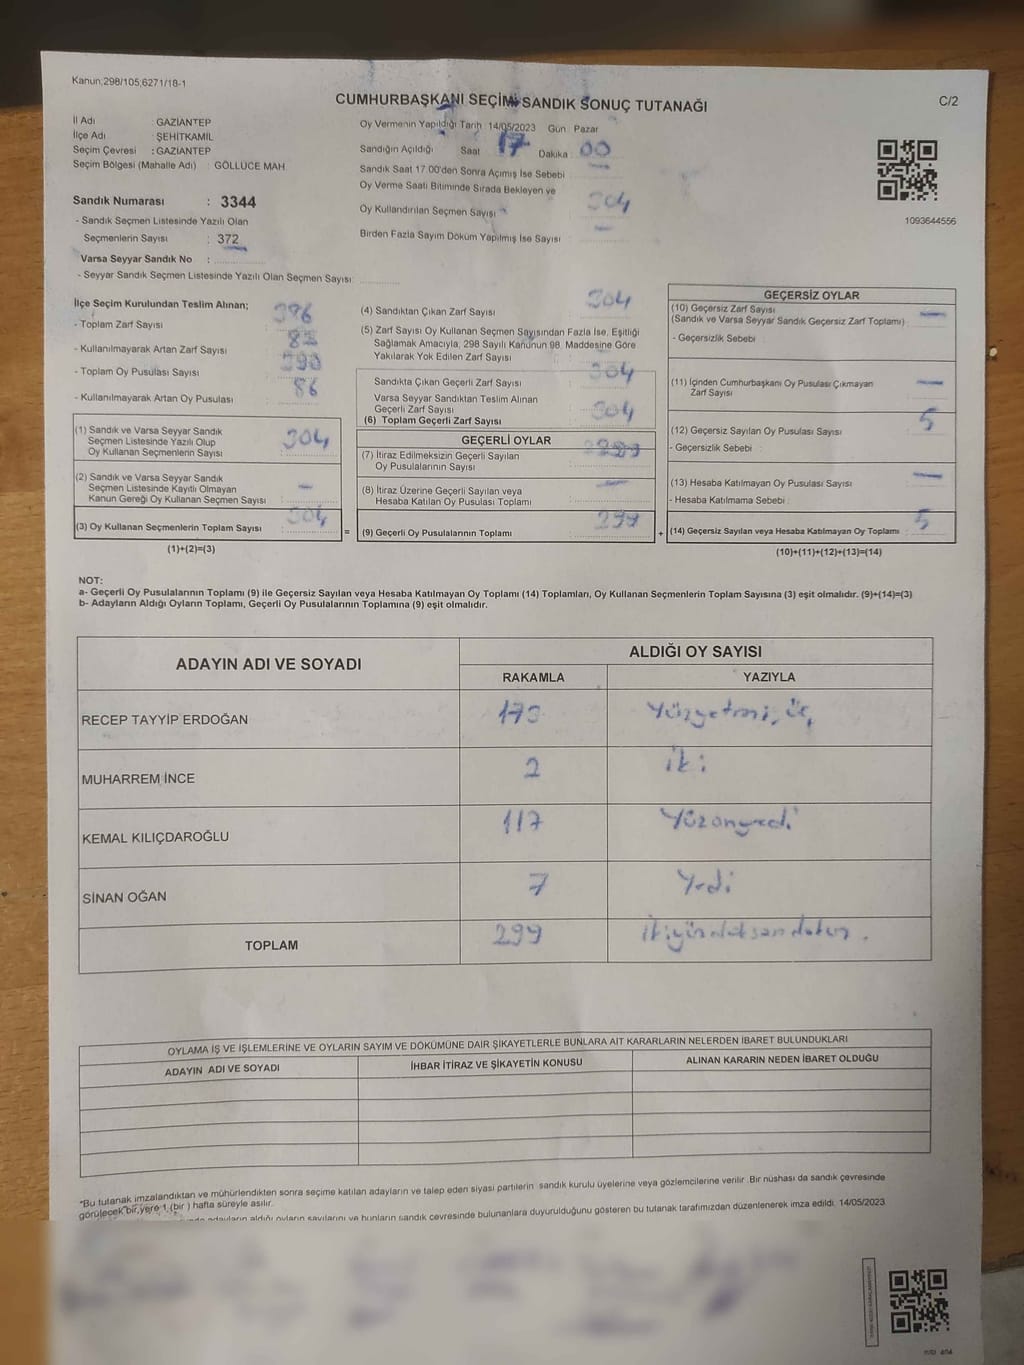 Kanun;298/105;6271/18-1
CUMHURBAŞKANI SEÇİMİ SANDIK SONUÇ TUTANAĞI
C/2
İl Adı : GAZİANTEP
İlçe Adı : ŞEHİTKAMİL
Seçim Çevresi : GAZİANTEP
Seçim Bölgesi (Mahalle Adı) : GÖLLÜCE MAH
Sandık Numarası : 3344
- Sandık Seçmen Listesinde Yazılı Olan
Seçmenlerin Sayısı : 372
Varsa Seyyar Sandık No :
- Seyyar Sandık Seçmen Listesinde Yazılı Olan Seçmen Sayısı:
Oy Vermenin Yapıldığı Tarih : 14/05/2023 Gün : Pazar
Sandığın Açıldığı Saat 17 Dakika : 00
Sandık Saat 17.00'den Sonra Açımış İse Sebebi : —
Oy Verme Saati Bitiminde Sırada Bekleyen ve
Oy Kullandırılan Seçmen Sayısı : 304
Birden Fazla Sayım Döküm Yapılmış İse Sayısı : —
1093644556
İlçe Seçim Kurulundan Teslim Alınan;
- Toplam Zarf Sayısı : 396
- Kullanılmayarak Artan Zarf Sayısı :
- Toplam Oy Pusulası Sayısı : 390
- Kullanılmayarak Artan Oy Pusulası : 86
(1) Sandık ve Varsa Seyyar Sandık
Seçmen Listesinde Yazılı Olup
Oy Kullanan Seçmenlerin Sayısı : 304
(2) Sandık ve Varsa Seyyar Sandık
Seçmen Listesinde Kayıtlı Olmayan
Kanun Gereği Oy Kullanan Seçmen Sayısı : —
(3) Oy Kullanan Seçmenlerin Toplam Sayısı : 304
(1)+(2)=(3)
=
(4) Sandıktan Çıkan Zarf Sayısı : 304
(5) Zarf Sayısı Oy Kullanan Seçmen Sayısından Fazla İse, Eşitliği
Sağlamak Amacıyla, 298 Sayılı Kanunun 98. Maddesine Göre
Yakılarak Yok Edilen Zarf Sayısı :
Sandıkta Çıkan Geçerli Zarf Sayısı : 304
Varsa Seyyar Sandıktan Teslim Alınan
Geçerli Zarf Sayısı :
(6) Toplam Geçerli Zarf Sayısı : 304
GEÇERLİ OYLAR
(7) İtiraz Edilmeksizin Geçerli Sayılan
Oy Pusulalarının Sayısı : 299
(8) İtiraz Üzerine Geçerli Sayılan veya
Hesaba Katılan Oy Pusulası Toplamı : —
(9) Geçerli Oy Pusulalarının Toplamı : 299
+
GEÇERSİZ OYLAR
(10) Geçersiz Zarf Sayısı
(Sandık ve Varsa Seyyar Sandık Geçersiz Zarf Toplamı) : —
- Geçersizlik Sebebi :
(11) İçinden Cumhurbaşkanı Oy Pusulası Çıkmayan
Zarf Sayısı : —
(12) Geçersiz Sayılan Oy Pusulası Sayısı : 5
- Geçersizlik Sebebi :
(13) Hesaba Katılmayan Oy Pusulası Sayısı : —
- Hesaba Katılmama Sebebi :
(14) Geçersiz Sayılan veya Hesaba Katılmayan Oy Toplamı : 5
(10)+(11)+(12)+(13)=(14)
NOT:
a- Geçerli Oy Pusulalarının Toplamı (9) ile Geçersiz Sayılan veya Hesaba Katılmayan Oy Toplamı (14) Toplamları, Oy Kullanan Seçmenlerin Toplam Sayısına (3) eşit olmalıdır. (9)+(14)=(3)
b- Adayların Aldığı Oyların Toplamı, Geçerli Oy Pusulalarının Toplamına (9) eşit olmalıdır.
ADAYIN ADI VE SOYADI ALDIĞI OY SAYISI
RAKAMLA YAZIYLA
RECEP TAYYİP ERDOĞAN 173 Yüzyetmiş üç
MUHARREM İNCE 2 iki
KEMAL KILIÇDAROĞLU 117 Yüzonyedi
SİNAN OĞAN 7 Yedi
TOPLAM 299 İkiyüzdoksandokuz.
OYLAMA İŞ VE İŞLEMLERİNE VE OYLARIN SAYIM VE DÖKÜMÜNE DAİR ŞİKAYETLERLE BUNLARA AİT KARARLARIN NELERDEN İBARET BULUNDUKLARI
ADAYIN ADI VE SOYADI İHBAR İTİRAZ VE ŞİKAYETİN KONUSU ALINAN KARARIN NEDEN İBARET OLDUĞU
*Bu tutanak imzalandıktan ve mühürlendikten sonra seçime katılan adayların ve talep eden siyasi partilerin sandık kurulu üyelerine veya gözlemcilerine verilir .Bir nüshası da sandık çevresinde
görülecek bir yere 1 (bir ) hafta süreyle asılır.
adayların aldığı oyların sayılarını ve bunların sandık çevresinde bulunanlara duyurulduğunu gösteren bu tutanak tarafımızdan düzenlenerek imza edildi. 14/05/2023